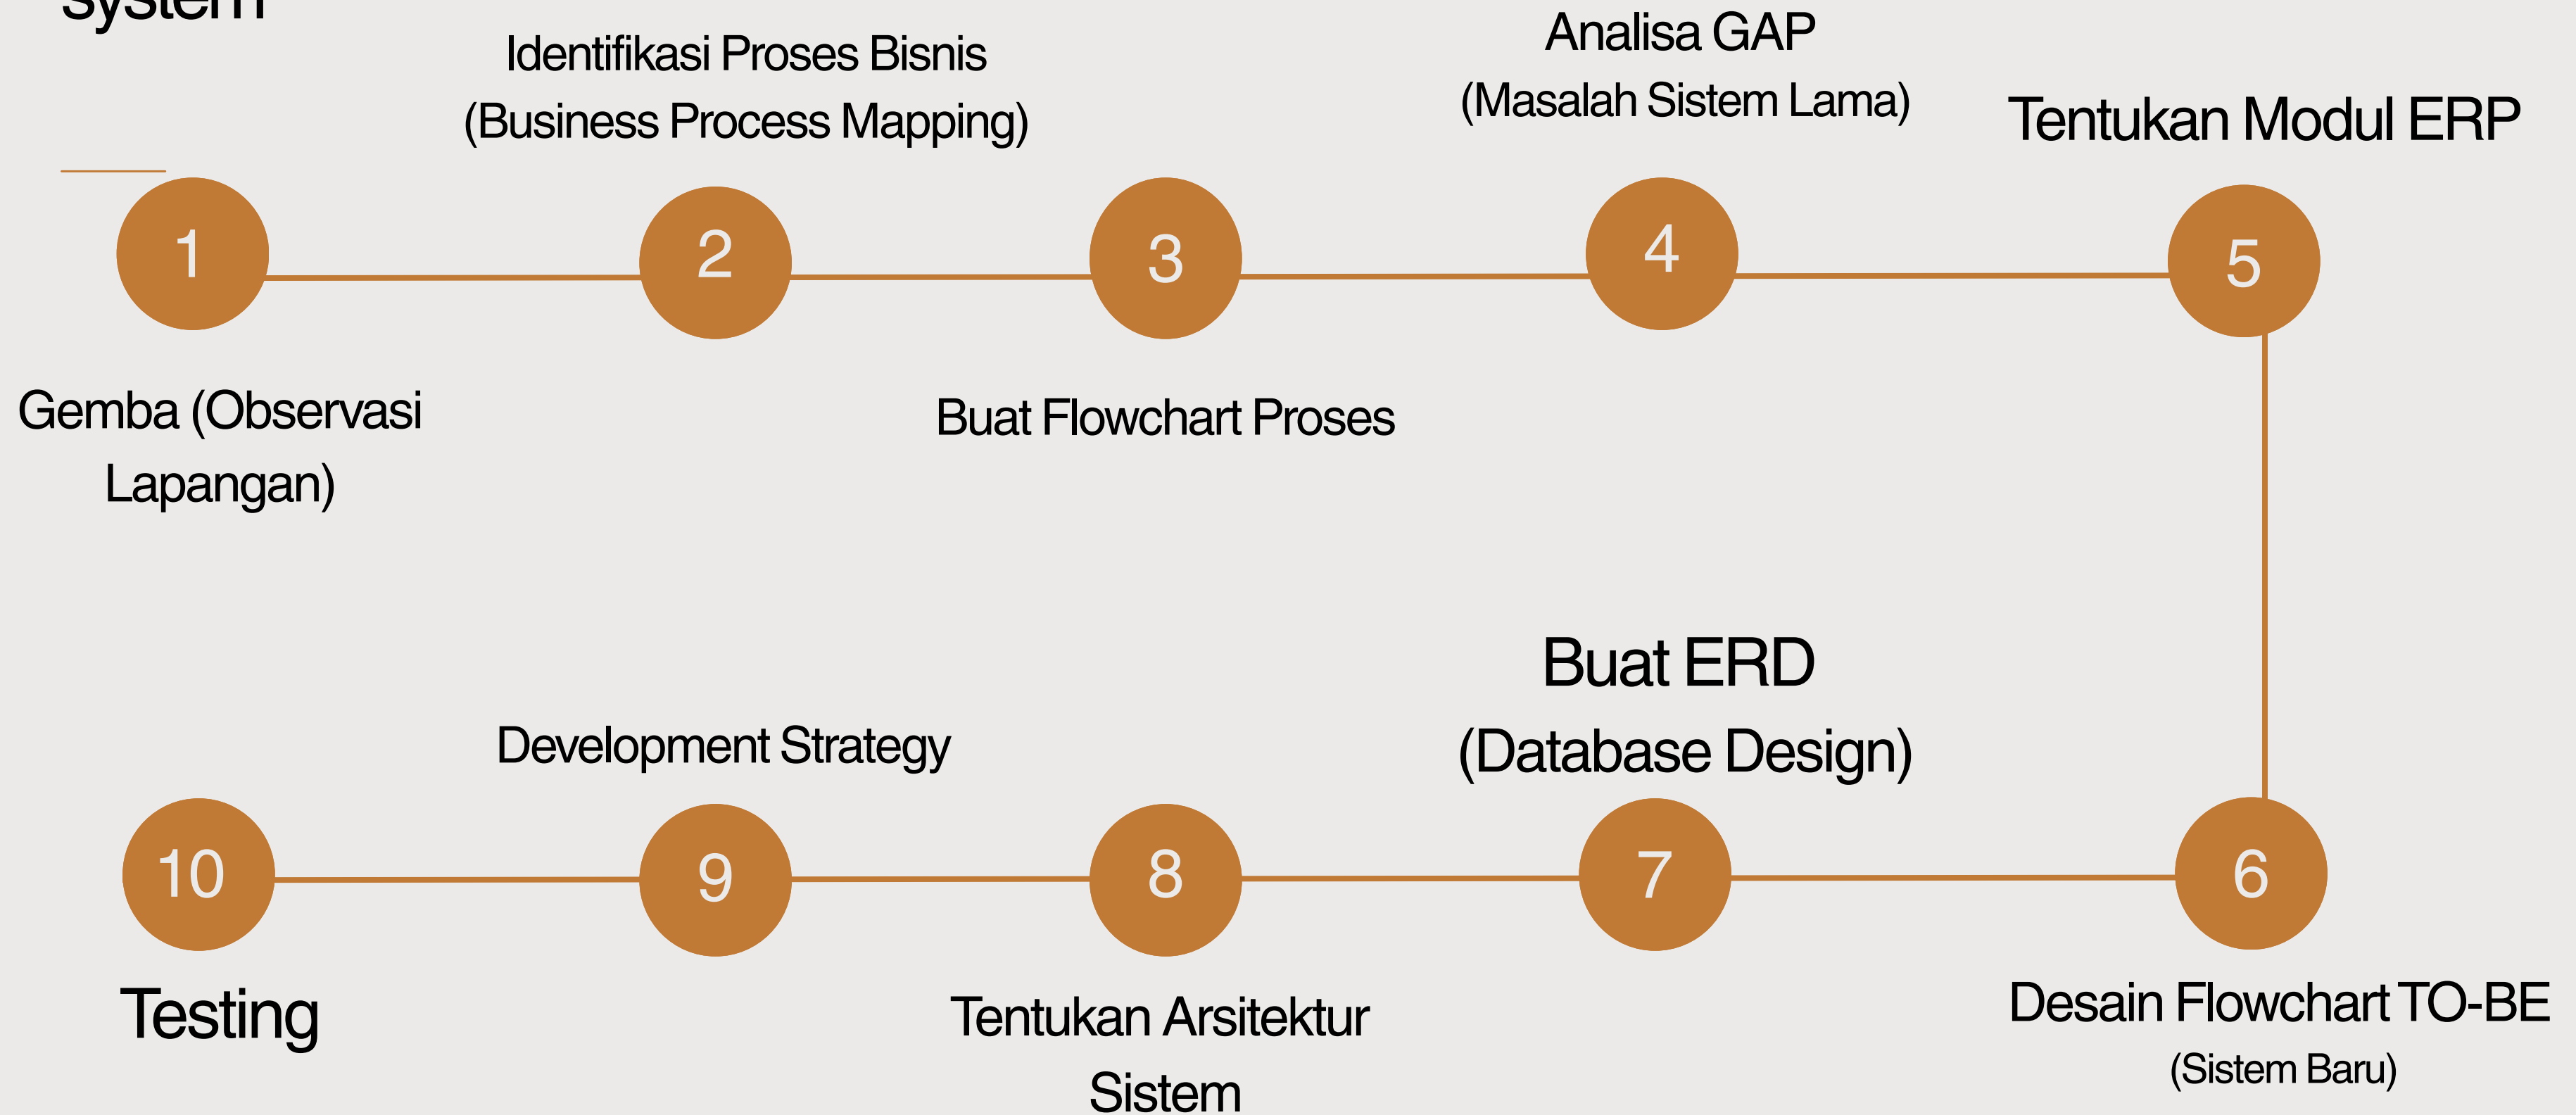 system
Identifikasi Proses Bisnis
(Business Process Mapping)
Analisa GAP
(Masalah Sistem Lama)
Tentukan Modul ERP
1
2
3
4
5
Gemba (Observasi
Lapangan)
Buat Flowchart Proses
Buat ERD
(Database Design)
Development Strategy
10
9
8
7
6
Testing
Tentukan Arsitektur
Sistem
Desain Flowchart TO-BE
(Sistem Baru)